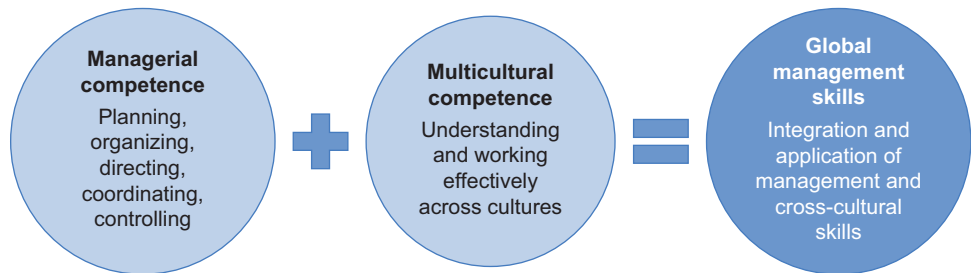 Managerial
competence
Planning,
organizing,
directing,
coordinating,
controlling
Multicultural
competence
Understanding
and working
effectively
across cultures
Global
management
skills
Integration and
application of
management and
cross-cultural
skills